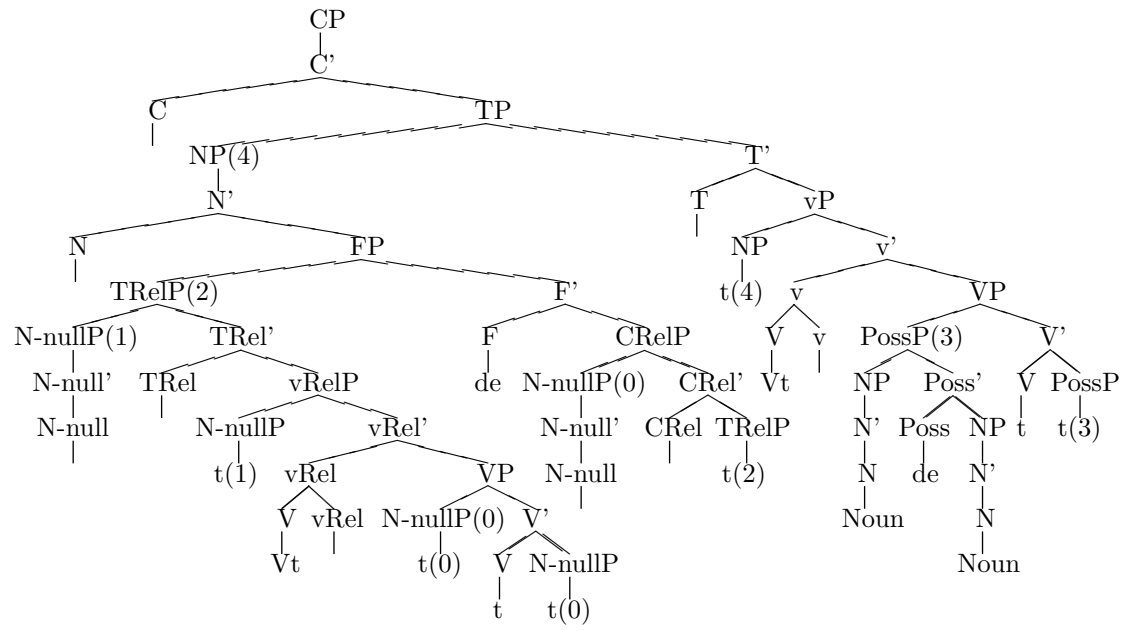 CP
C'
C TP
NP(4) T'
N' T vP
N FP NP v'
TRelP(2) F' t(4) v VP
N-nullP(1) TRel' F CRelP V v PossP(3) V'
N-null' TRel vRelP de N-nullP(0) CRel' Vt NP Poss' V PossP
N-null N-nullP vRel' N-null' CRel TRelP N' Poss NP t t(3)
t(1) vRel VP N-null t(2) N de N'
V vRel N-nullP(0) V' Noun N
Vt t(0) V N-nullP Noun
t t(0)